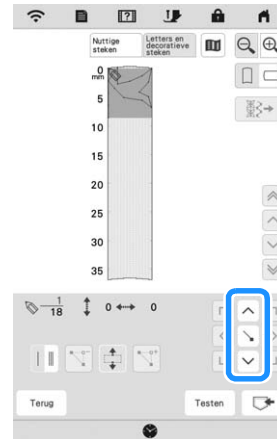 Nuttige
steken
Letters en
decoratieve
steken
0
mm
5
10
15
20
25
30
35
1
18
0
0
Terug
Testen